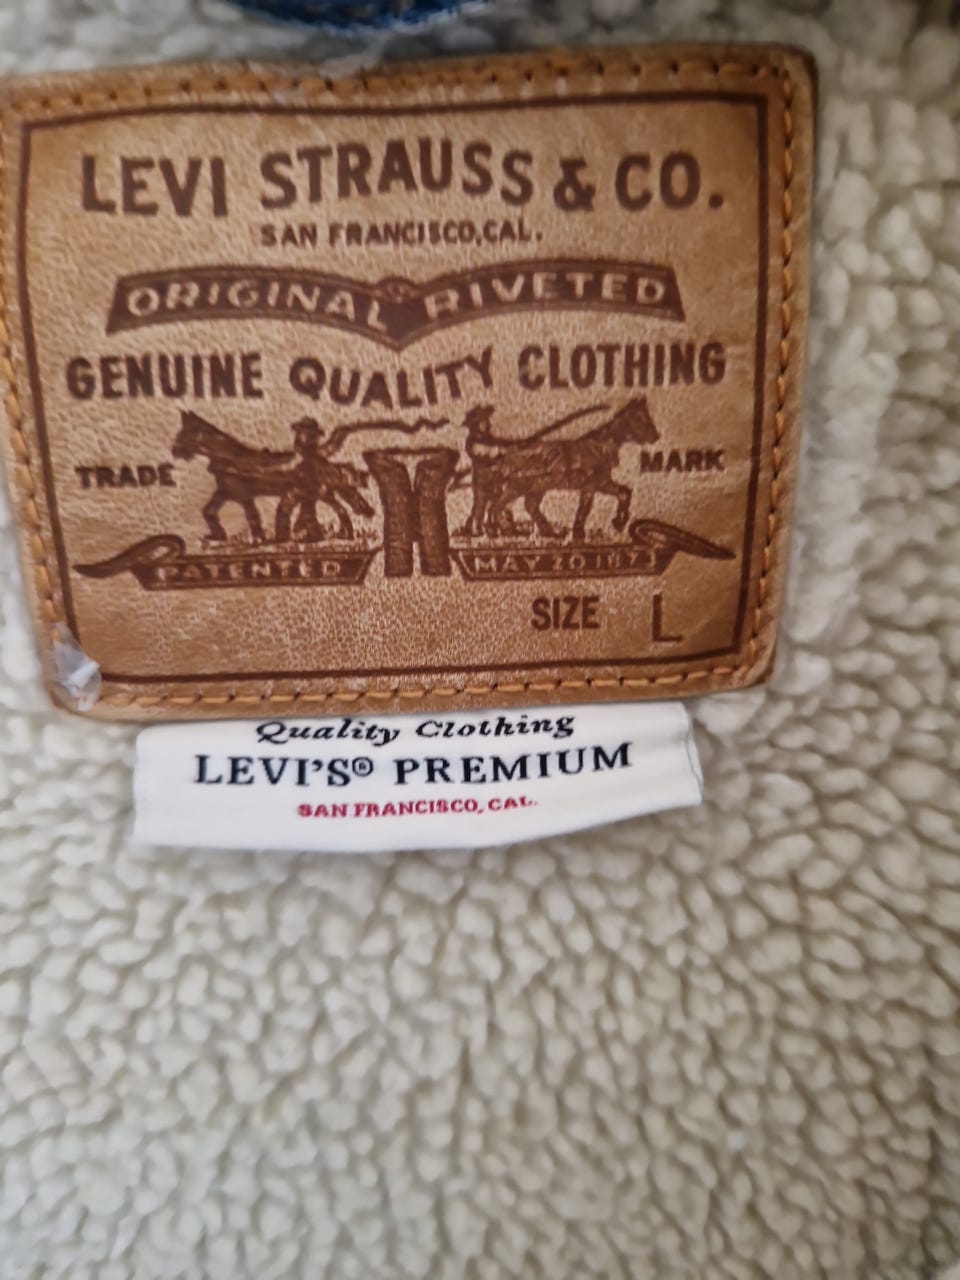 LEVI STRAUSS & CO.
SAN FRANCISCO, CAL.
ORIGINAL RIVETED
GENUINE QUALITY CLOTHING
TRADE MARK
PATENTED MAY 20 1873
SIZE L
Quality Clothing
LEVI'S® PREMIUM
SAN FRANCISCO, CAL.